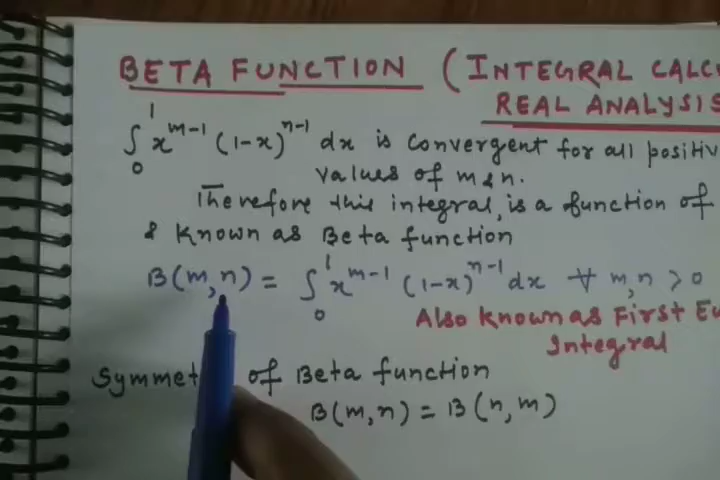 BETA FUNCTION (INTEGRAL CALC
REAL ANALYSIS
∫₀¹ x^{m-1} (1-x)^{n-1} dx is convergent for all positiv
values of m & n.
Therefore this integral, is a function of
& Known as Beta function
B(m,n) = ∫₀¹ x^{m-1} (1-x)^{n-1} dx ∀ m,n > 0
Also Known as First Eu
Integral
Symmet of Beta function
B(m,n) = B(n,m)